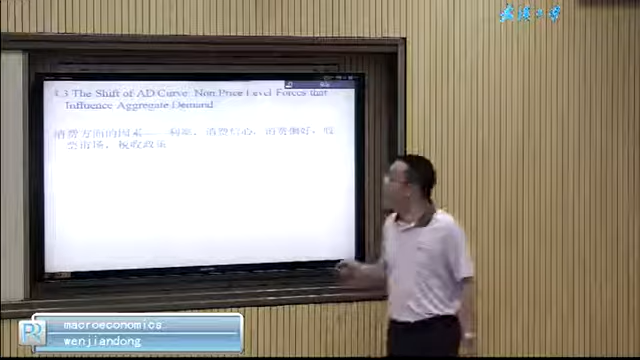 4.3 The Shift of AD Curve: Non Price Level Forces that
Influence Aggregate Demand
消费方面的因素——利率，消费信心，消费偏好，股
票市场，税收政策
macroeconomics
wenjiandong